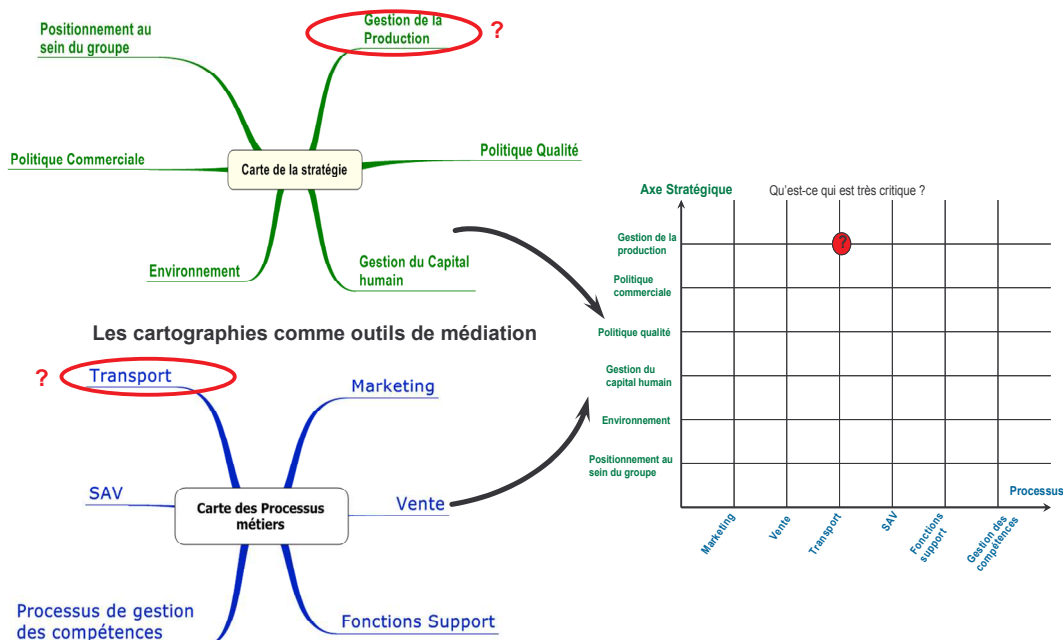 Positionnement au
sein du groupe
Gestion de la
Production
?
Politique Commerciale
Carte de la stratégie
Politique Qualité
Environnement
Gestion du Capital
humain
Les cartographies comme outils de médiation
?
Transport
Marketing
SAV
Carte des Processus
métiers
Vente
Processus de gestion
des compétences
Fonctions Support
Axe Stratégique
Qu'est-ce qui est très critique ?
Gestion de la
production
?
Politique
commerciale
Politique qualité
Gestion du
capital humain
Environnement
Positionnement au
sein du groupe
Processus
Marketing
Vente
Transport
SAV
Fonctions
support
Gestion des
compétences